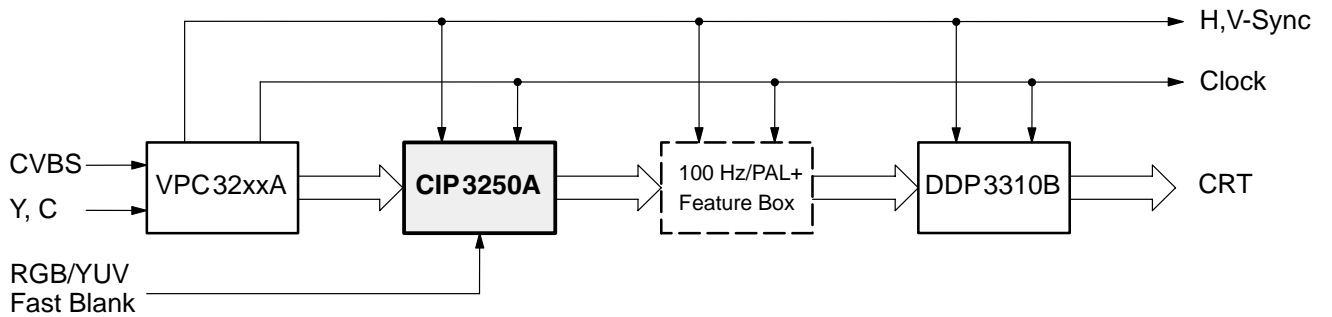 H,V-Sync
Clock
CVBS
Y, C
VPC32xxA
CIP3250A
100 Hz/PAL+
Feature Box
DDP3310B
CRT
RGB/YUV
Fast Blank